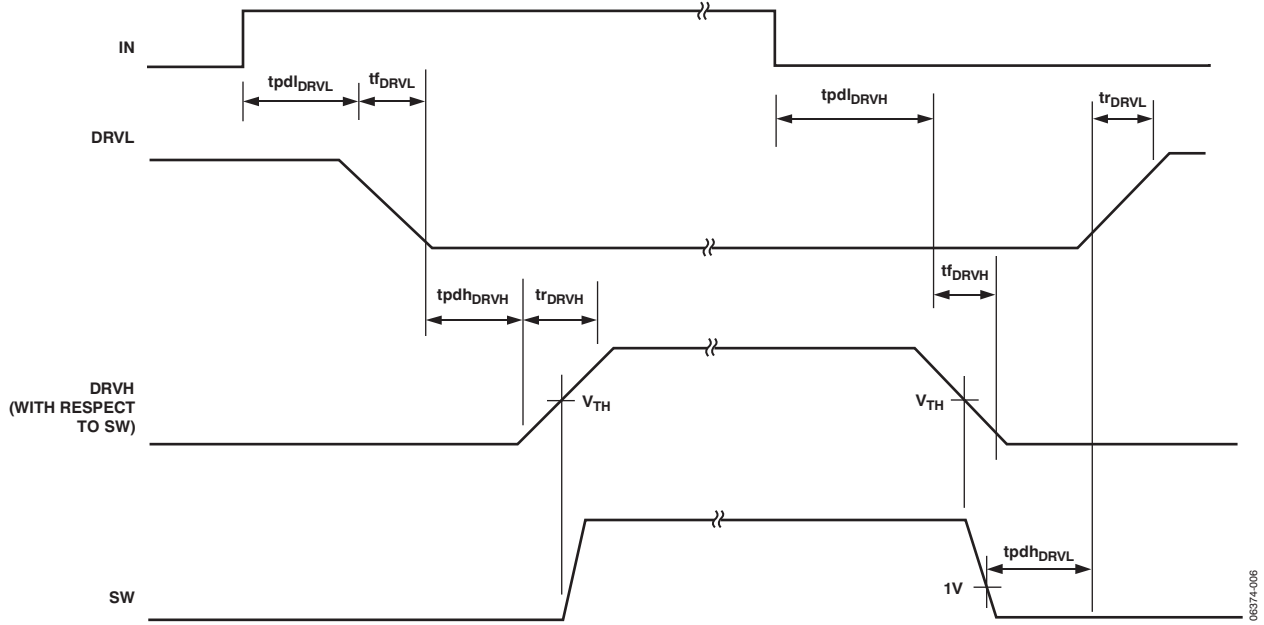 IN
tpdlDRVL
tfDRVL
tpdlDRVH
trDRVL
DRVL
tfDRVH
tpdhDRVH
trDRVH
DRVH
(WITH RESPECT
TO SW)
VTH
VTH
tpdhDRVL
1V
SW
06374-006